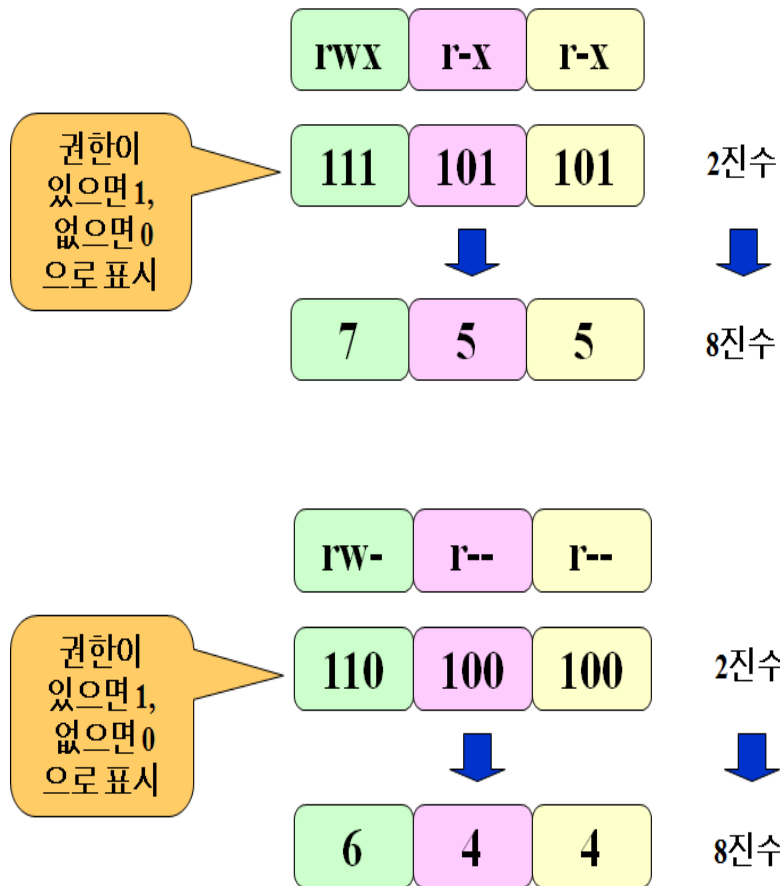 rwx r-x r-x
권한이
있으면 1,
없으면 0
으로 표시
111 101 101 2진수
7 5 5 8진수
rw- r-- r--
권한이
있으면 1,
없으면 0
으로 표시
110 100 100 2진수
6 4 4 8진수